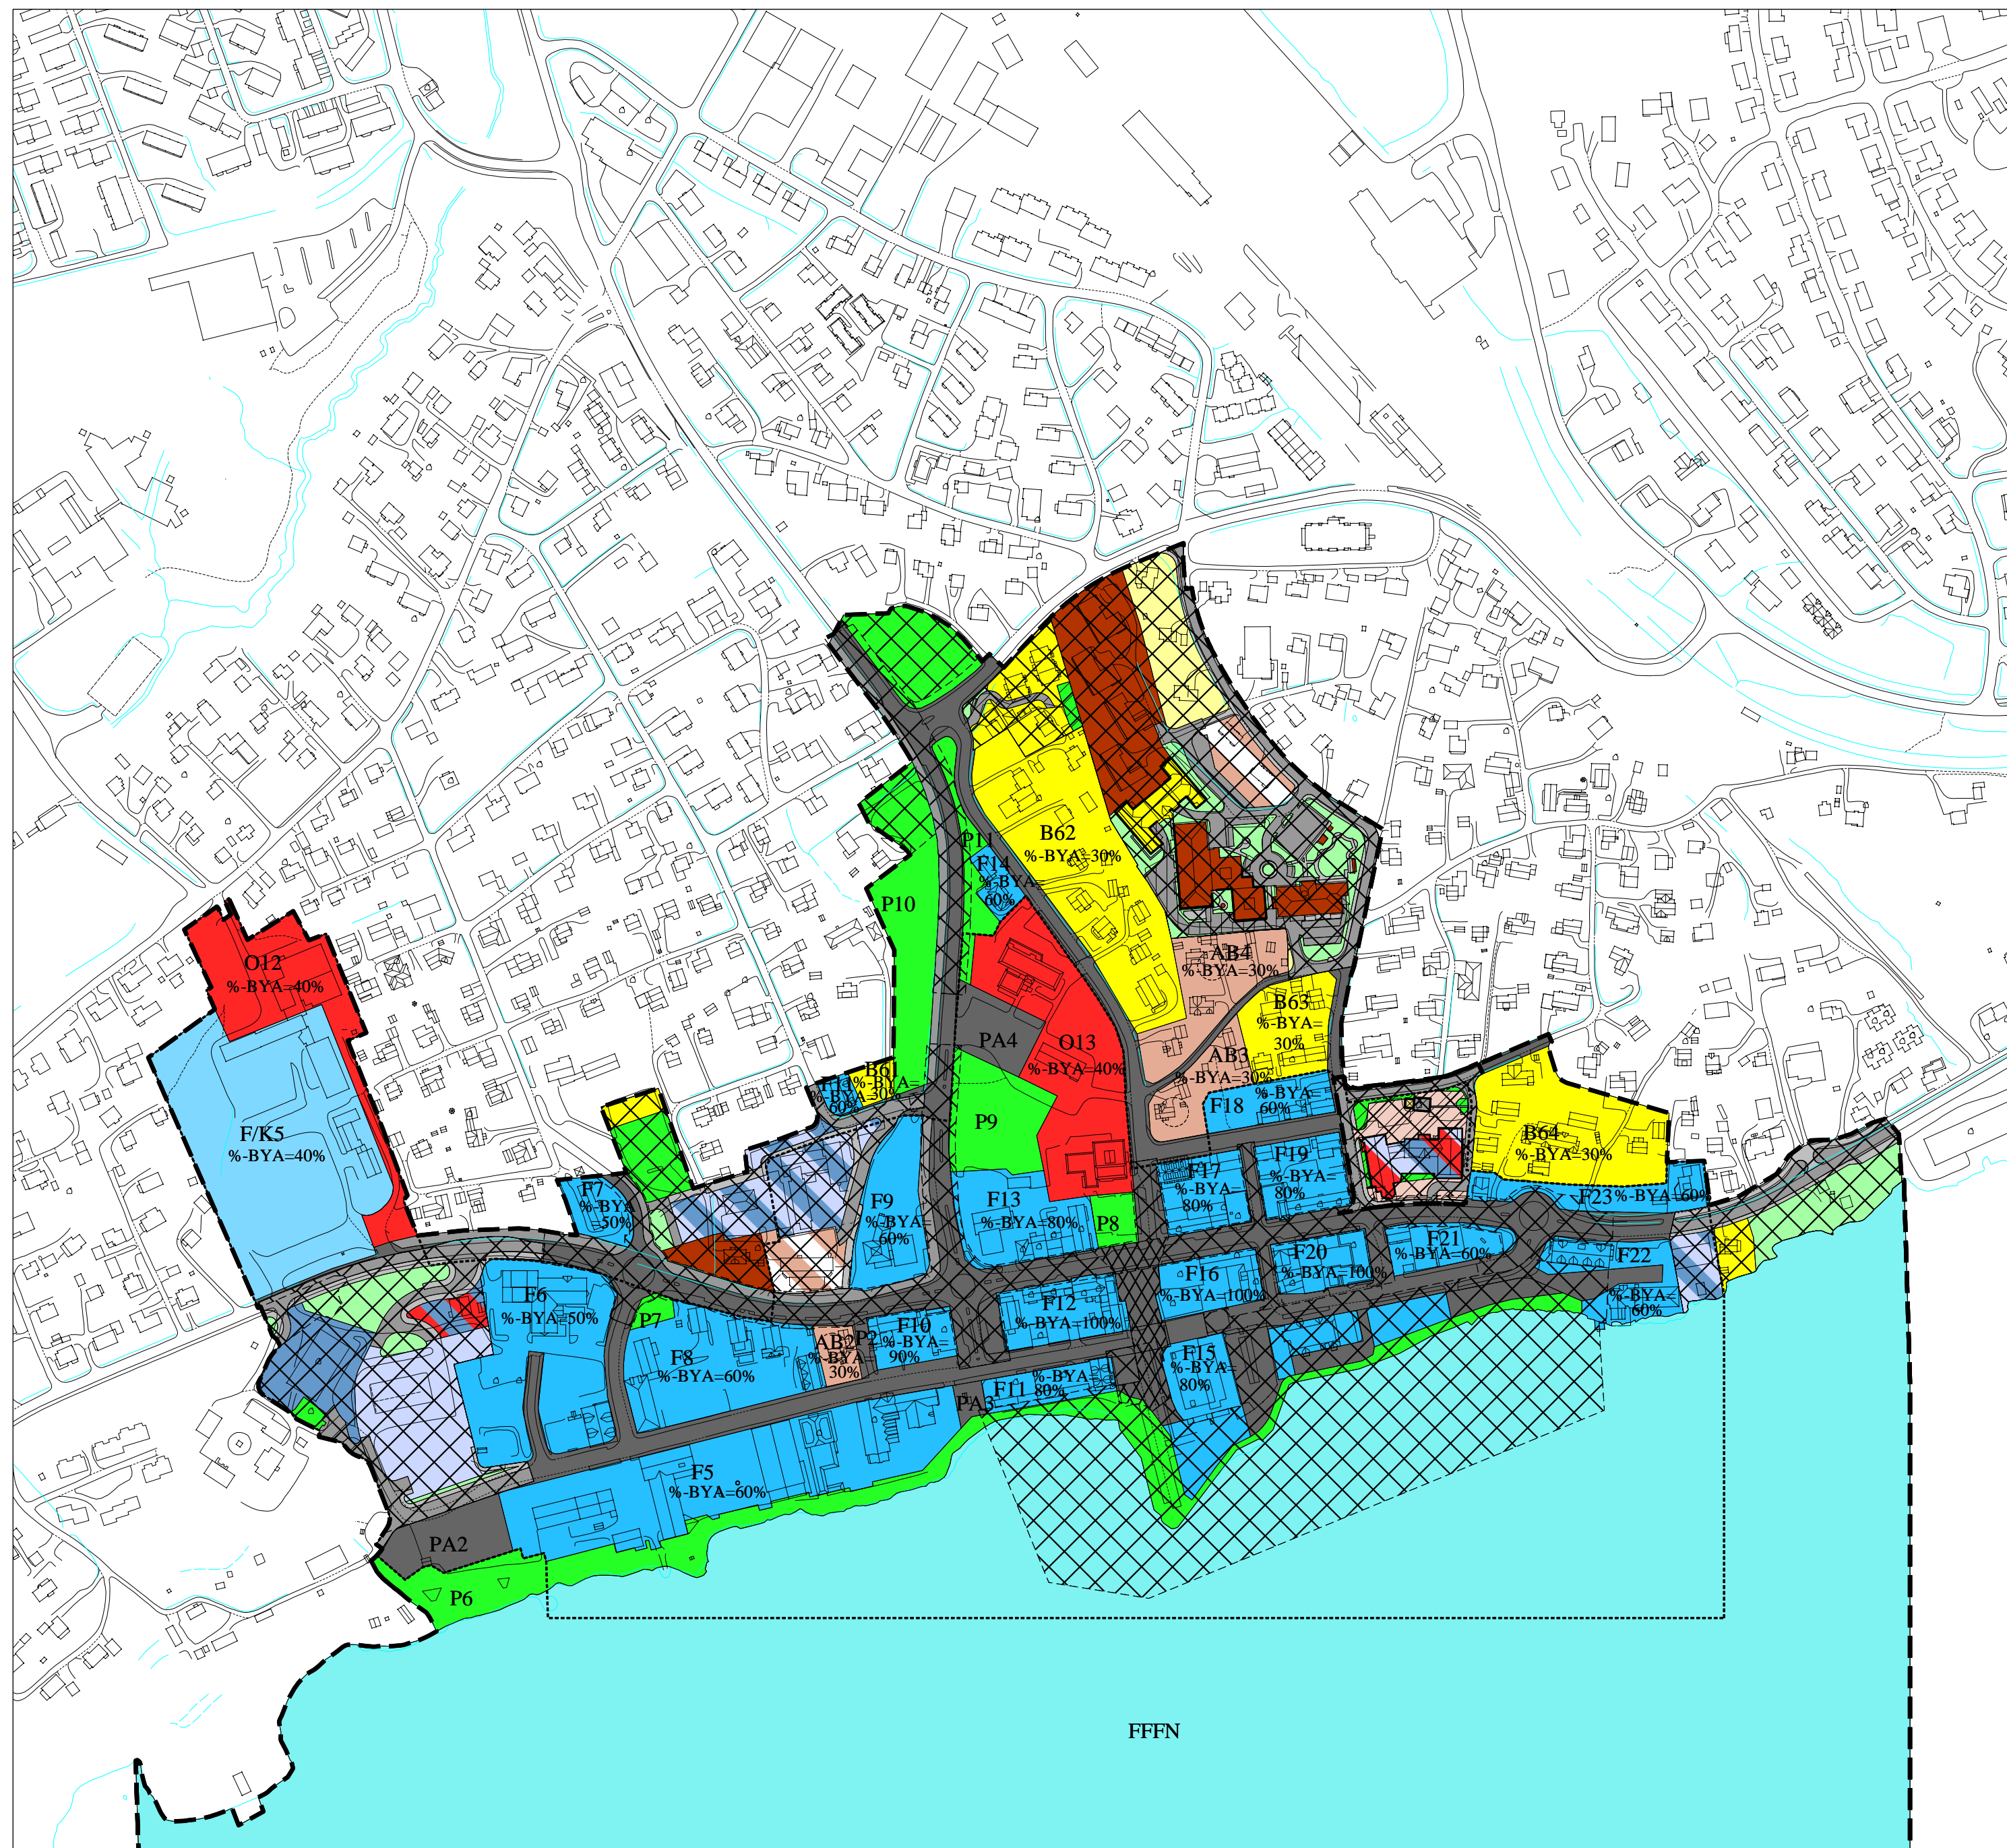 B62
%-BYA=30%
P11
F14
%-BYA=
60%
P10
O12
%-BYA=40%
AB4
%-BYA=30%
B63
%-BYA=
30%
PA4
O13
%-BYA=40%
AB3
%-BYA=30%
B61
%-BYA=
30%
%-BYA=
60%
F18
%-BYA=
60%
P9
F/K5
%-BYA=40%
B64
%-BYA=30%
F7
%-BYA
=50%
F9
%-BYA=
60%
F13
%-BYA=80%
P8
F17
%-BYA=
80%
F19
%-BYA=
80%
F23 %-BYA=60%
F6
%-BYA=50%
P7
F8
%-BYA=60%
AB2
%-BYA=
30%
P2
F10
%-BYA=
90%
F12
%-BYA=100%
F16
%-BYA=100%
F20
%-BYA=100%
F21
%-BYA=60%
F22
%-BYA=
60%
F15
%-BYA=
80%
F11
%-BYA=
80%
PA3
F5
%-BYA=60%
PA2
P6
FFFN